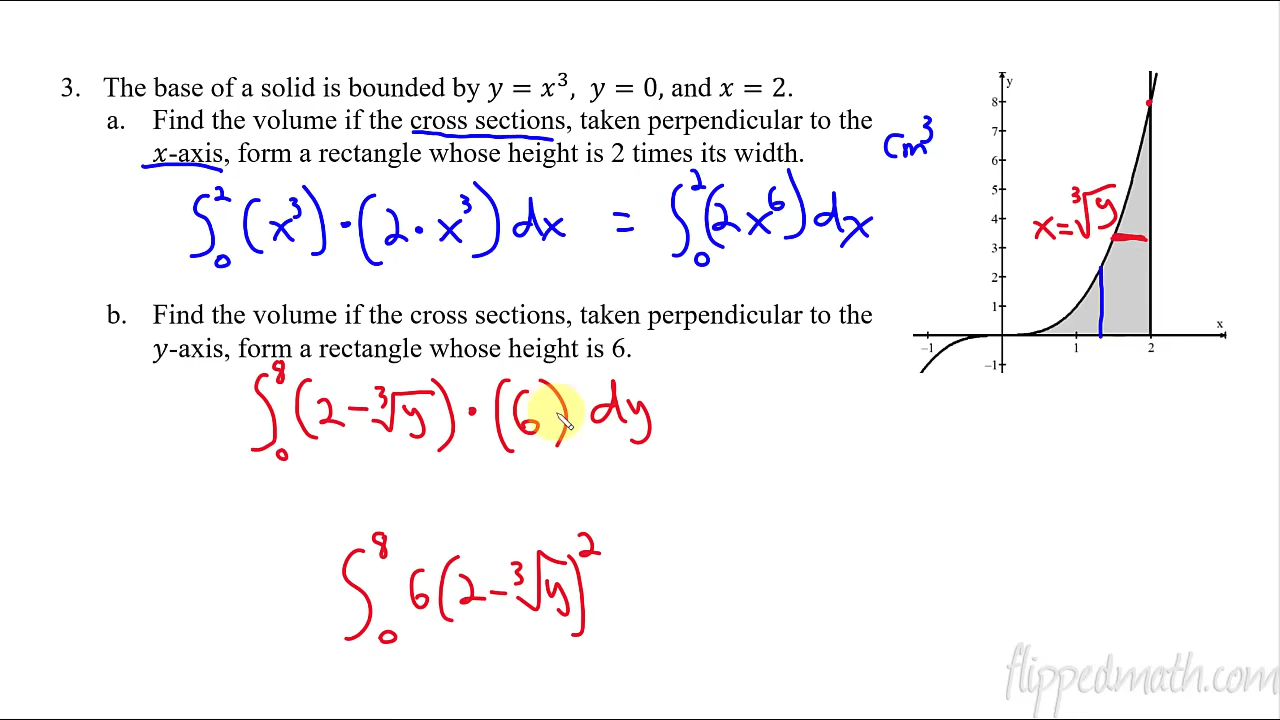 3. The base of a solid is bounded by y = x³, y = 0, and x = 2.
a. Find the volume if the cross sections, taken perpendicular to the
x-axis, form a rectangle whose height is 2 times its width.
cm³
∫₀² (x³) · (2 · x³) dx = ∫₀² (2x⁶) dx
b. Find the volume if the cross sections, taken perpendicular to the
y-axis, form a rectangle whose height is 6.
∫₀⁸ (2 − ∛y) · (6) dy
∫₀⁸ 6(2 − ∛y)²
y
8
7
6
5
x = ∛y
4
3
2
1
x
−1 1 2
−1
flippedmath.com